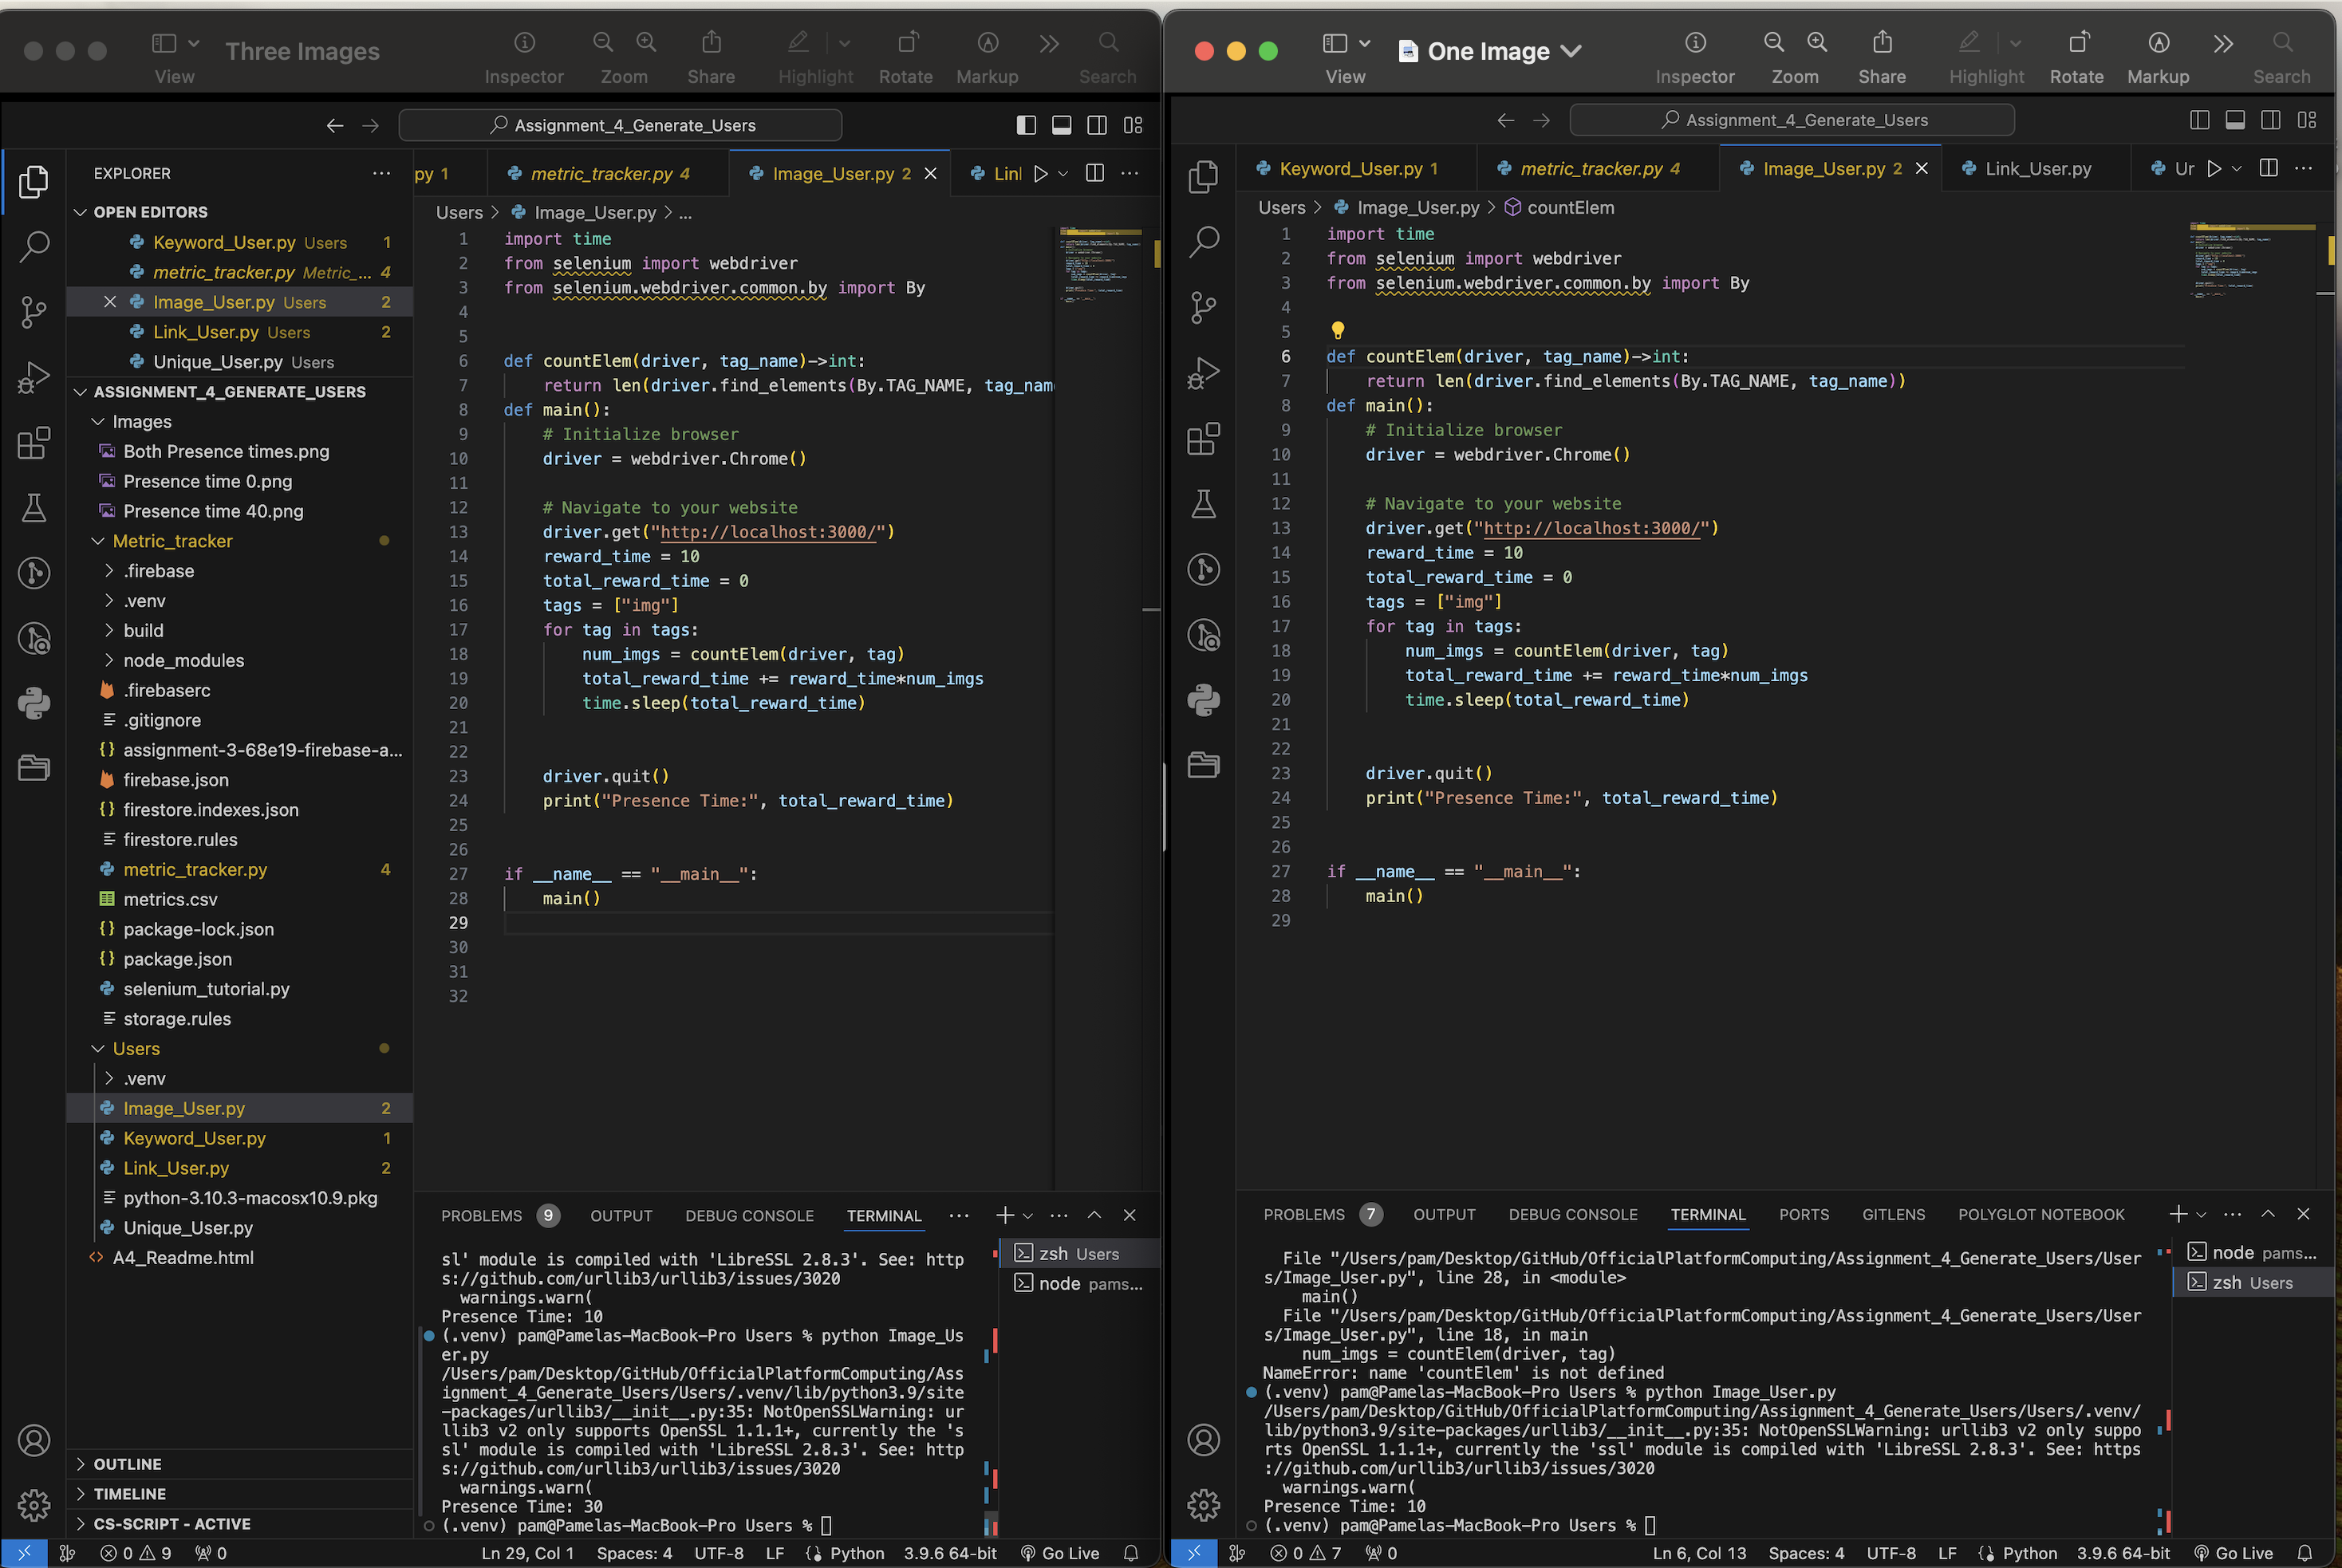 View
Three Images
Inspector
Zoom
Share
Highlight
Rotate
Markup
Search
Assignment_4_Generate_Users
EXPLORER
OPEN EDITORS
Keyword_User.py Users 1
metric_tracker.py Metric_... 4
Image_User.py Users 2
Link_User.py Users 2
Unique_User.py Users
ASSIGNMENT_4_GENERATE_USERS
Images
Both Presence times.png
Presence time 0.png
Presence time 40.png
Metric_tracker
.firebase
.venv
build
node_modules
.firebaserc
.gitignore
assignment-3-68e19-firebase-a...
firebase.json
firestore.indexes.json
firestore.rules
metric_tracker.py 4
metrics.csv
package-lock.json
package.json
selenium_tutorial.py
storage.rules
Users
.venv
Image_User.py 2
Keyword_User.py 1
Link_User.py 2
python-3.10.3-macosx10.9.pkg
Unique_User.py
A4_Readme.html
OUTLINE
TIMELINE
CS-SCRIPT - ACTIVE
py 1
metric_tracker.py 4
Image_User.py 2
Linl
Users > Image_User.py > ...
1 import time
2 from selenium import webdriver
3 from selenium.webdriver.common.by import By
4
5
6 def countElem(driver, tag_name)->int:
7 return len(driver.find_elements(By.TAG_NAME, tag_name
8 def main():
9 # Initialize browser
10 driver = webdriver.Chrome()
11
12 # Navigate to your website
13 driver.get("http://localhost:3000/")
14 reward_time = 10
15 total_reward_time = 0
16 tags = ["img"]
17 for tag in tags:
18 num_imgs = countElem(driver, tag)
19 total_reward_time += reward_time*num_imgs
20 time.sleep(total_reward_time)
21
22
23 driver.quit()
24 print("Presence Time:", total_reward_time)
25
26
27 if __name__ == "__main__":
28 main()
29
30
31
32
PROBLEMS 9 OUTPUT DEBUG CONSOLE TERMINAL
sl' module is compiled with 'LibreSSL 2.8.3'. See: http
s://github.com/urllib3/urllib3/issues/3020
warnings.warn(
Presence Time: 10
(.venv) pam@Pamelas-MacBook-Pro Users % python Image_Us
er.py
/Users/pam/Desktop/GitHub/OfficialPlatformComputing/Ass
ignment_4_Generate_Users/Users/.venv/lib/python3.9/site
-packages/urllib3/__init__.py:35: NotOpenSSLWarning: ur
llib3 v2 only supports OpenSSL 1.1.1+, currently the 's
sl' module is compiled with 'LibreSSL 2.8.3'. See: http
s://github.com/urllib3/urllib3/issues/3020
warnings.warn(
Presence Time: 30
(.venv) pam@Pamelas-MacBook-Pro Users %
zsh Users
node pams...
0 9 0
Ln 29, Col 1 Spaces: 4 UTF-8 LF Python 3.9.6 64-bit Go Live
View
One Image
Inspector
Zoom
Share
Highlight
Rotate
Markup
Search
Assignment_4_Generate_Users
Keyword_User.py 1
metric_tracker.py 4
Image_User.py 2
Link_User.py
Ur
Users > Image_User.py > countElem
1 import time
2 from selenium import webdriver
3 from selenium.webdriver.common.by import By
4
5
6 def countElem(driver, tag_name)->int:
7 return len(driver.find_elements(By.TAG_NAME, tag_name))
8 def main():
9 # Initialize browser
10 driver = webdriver.Chrome()
11
12 # Navigate to your website
13 driver.get("http://localhost:3000/")
14 reward_time = 10
15 total_reward_time = 0
16 tags = ["img"]
17 for tag in tags:
18 num_imgs = countElem(driver, tag)
19 total_reward_time += reward_time*num_imgs
20 time.sleep(total_reward_time)
21
22
23 driver.quit()
24 print("Presence Time:", total_reward_time)
25
26
27 if __name__ == "__main__":
28 main()
29
PROBLEMS 7 OUTPUT DEBUG CONSOLE TERMINAL PORTS GITLENS POLYGLOT NOTEBOOK
File "/Users/pam/Desktop/GitHub/OfficialPlatformComputing/Assignment_4_Generate_Users/User
s/Image_User.py", line 28, in <module>
main()
File "/Users/pam/Desktop/GitHub/OfficialPlatformComputing/Assignment_4_Generate_Users/User
s/Image_User.py", line 18, in main
num_imgs = countElem(driver, tag)
NameError: name 'countElem' is not defined
(.venv) pam@Pamelas-MacBook-Pro Users % python Image_User.py
/Users/pam/Desktop/GitHub/OfficialPlatformComputing/Assignment_4_Generate_Users/Users/.venv/
lib/python3.9/site-packages/urllib3/__init__.py:35: NotOpenSSLWarning: urllib3 v2 only suppo
rts OpenSSL 1.1.1+, currently the 'ssl' module is compiled with 'LibreSSL 2.8.3'. See: https
://github.com/urllib3/urllib3/issues/3020
warnings.warn(
Presence Time: 10
(.venv) pam@Pamelas-MacBook-Pro Users %
node pams...
zsh Users
0 7 0
Ln 6, Col 13 Spaces: 4 UTF-8 LF Python 3.9.6 64-bit Go Live